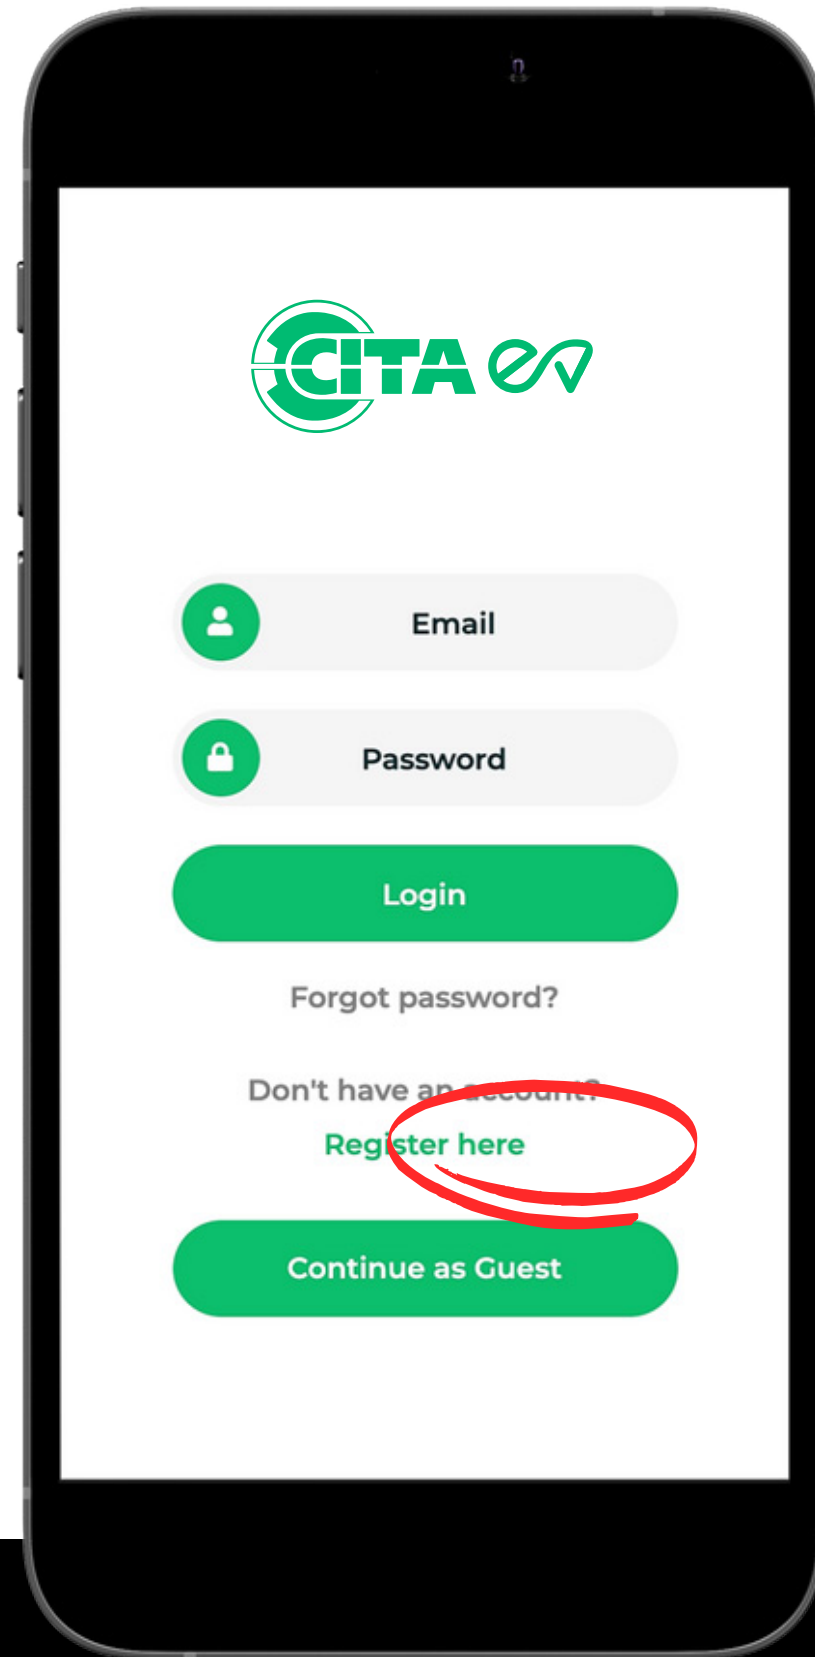 CITA ev
Email
Password
Login
Forgot password?
Don't have an account?
Register here
Continue as Guest